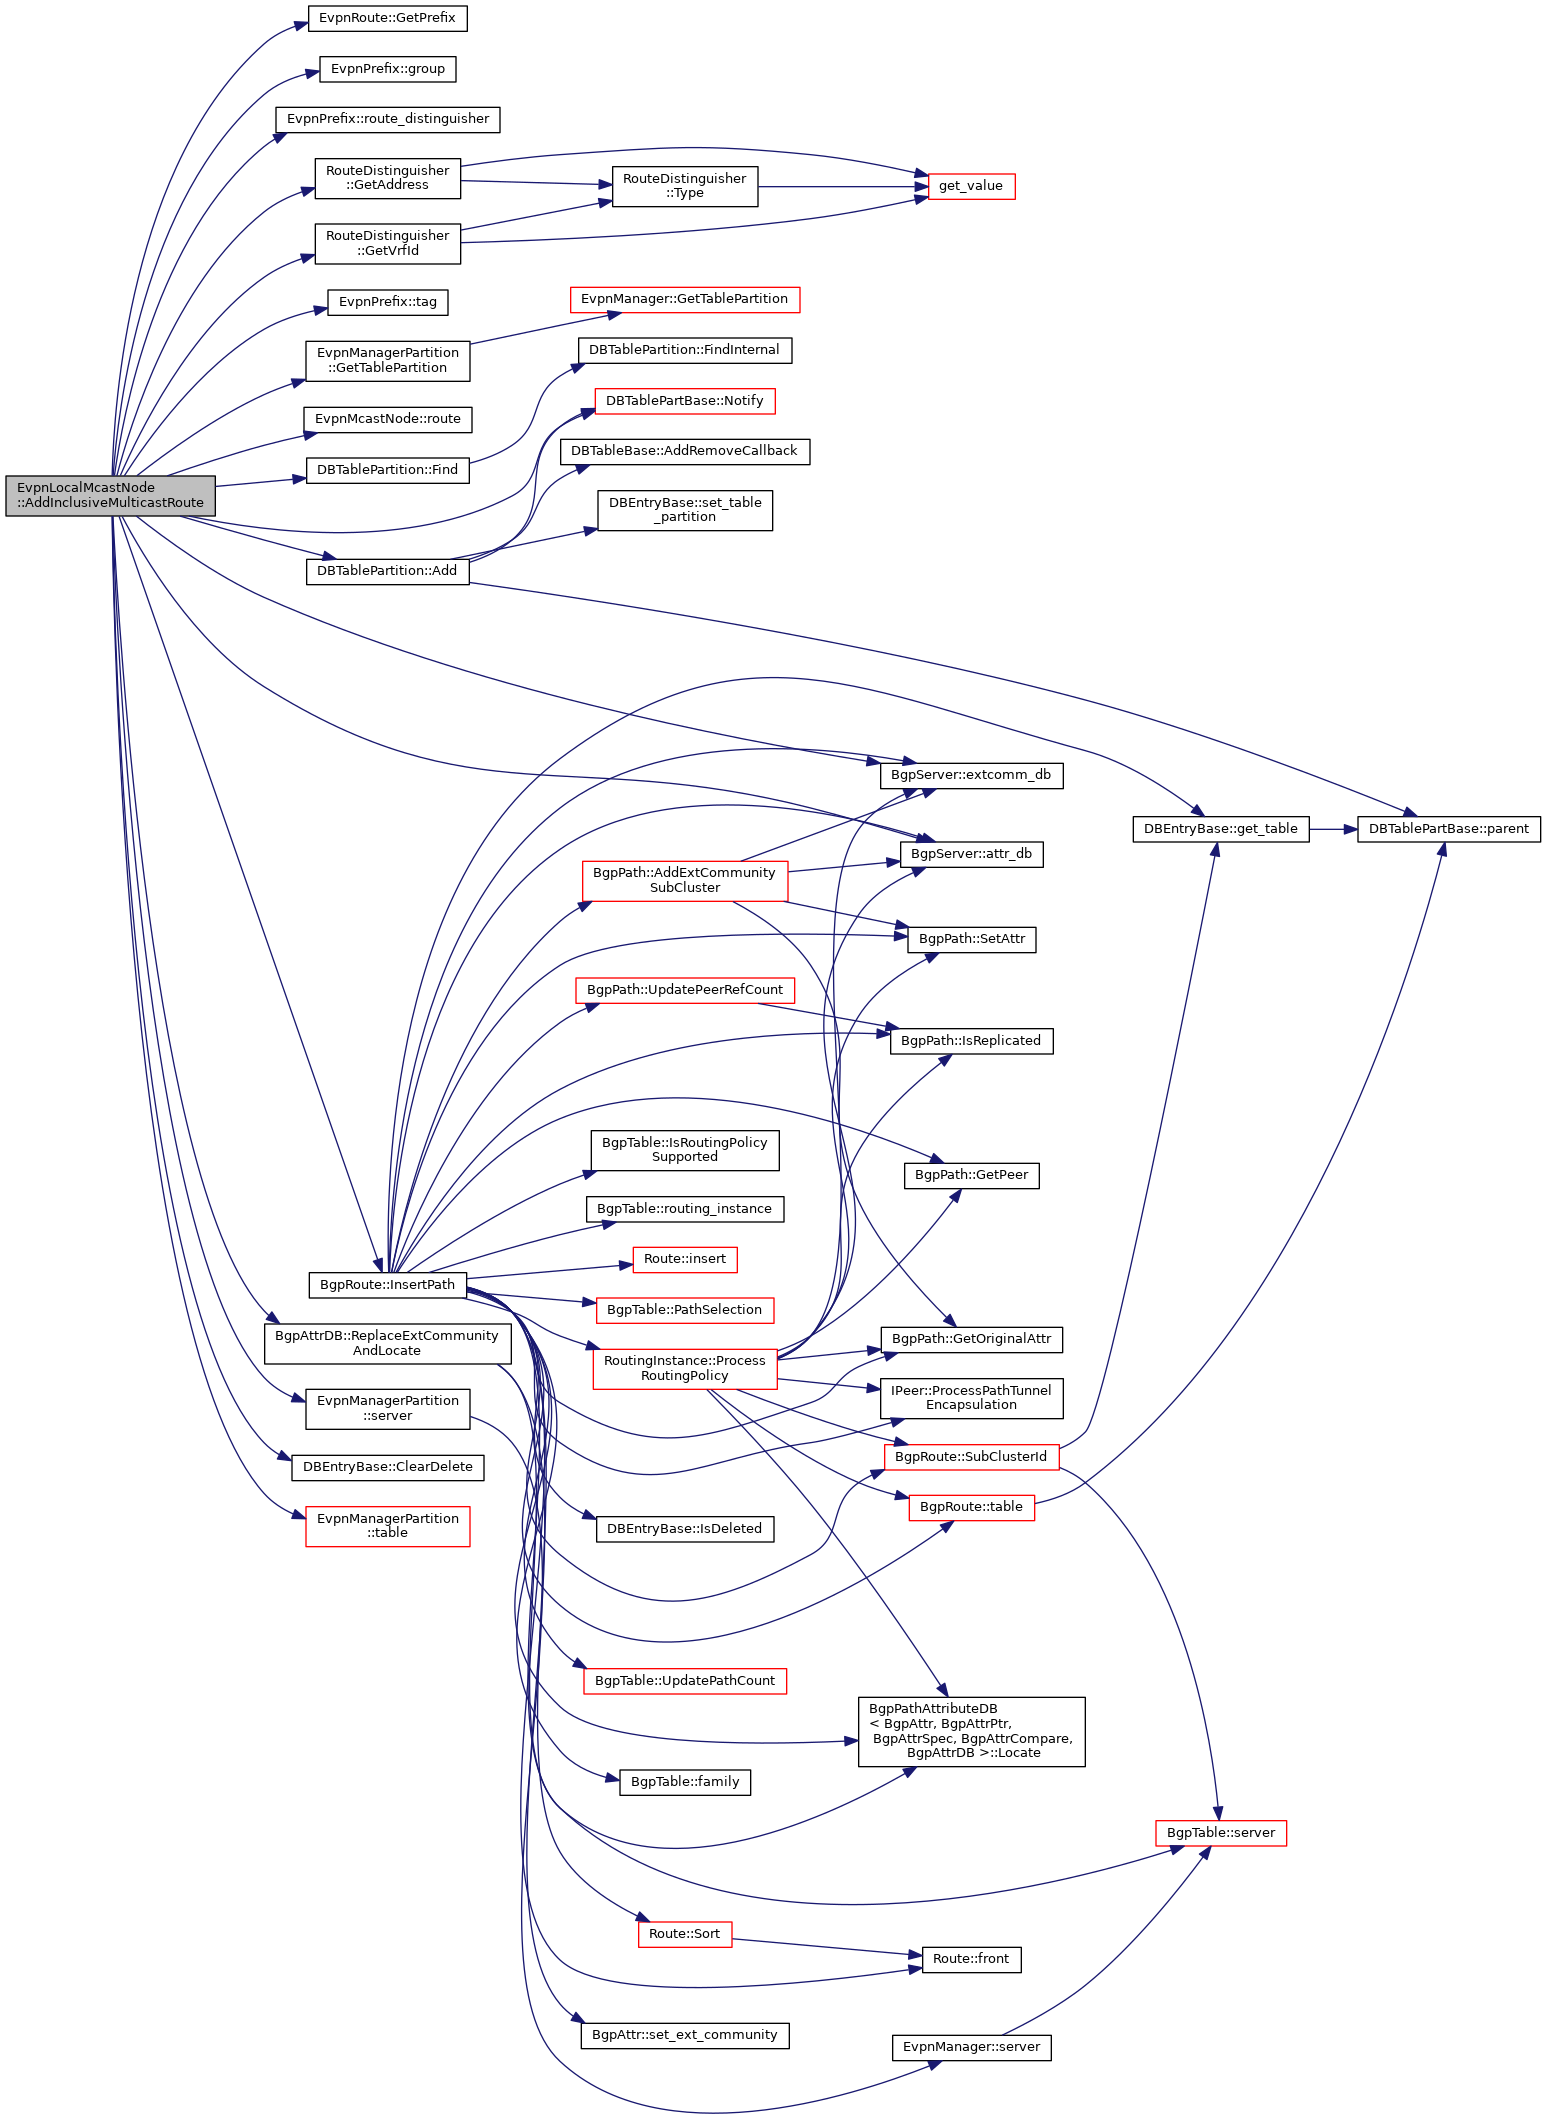 EvpnRoute::GetPrefix
EvpnPrefix::group
EvpnPrefix::route_distinguisher
RouteDistinguisher
::GetAddress
RouteDistinguisher
::Type
get_value
RouteDistinguisher
::GetVrfId
EvpnPrefix::tag
EvpnManager::GetTablePartition
EvpnManagerPartition
::GetTablePartition
DBTablePartition::FindInternal
DBTablePartBase::Notify
EvpnMcastNode::route
DBTableBase::AddRemoveCallback
DBTablePartition::Find
EvpnLocalMcastNode
::AddInclusiveMulticastRoute
DBEntryBase::set_table
_partition
DBTablePartition::Add
BgpServer::extcomm_db
DBEntryBase::get_table
DBTablePartBase::parent
BgpServer::attr_db
BgpPath::AddExtCommunity
SubCluster
BgpPath::SetAttr
BgpPath::UpdatePeerRefCount
BgpPath::IsReplicated
BgpTable::IsRoutingPolicy
Supported
BgpPath::GetPeer
BgpTable::routing_instance
Route::insert
BgpRoute::InsertPath
BgpTable::PathSelection
BgpAttrDB::ReplaceExtCommunity
AndLocate
BgpPath::GetOriginalAttr
RoutingInstance::Process
RoutingPolicy
IPeer::ProcessPathTunnel
Encapsulation
EvpnManagerPartition
::server
BgpRoute::SubClusterId
DBEntryBase::ClearDelete
BgpRoute::table
EvpnManagerPartition
::table
DBEntryBase::IsDeleted
BgpTable::UpdatePathCount
BgpPathAttributeDB
< BgpAttr, BgpAttrPtr,
BgpAttrSpec, BgpAttrCompare,
BgpAttrDB >::Locate
BgpTable::family
BgpTable::server
Route::Sort
Route::front
BgpAttr::set_ext_community
EvpnManager::server